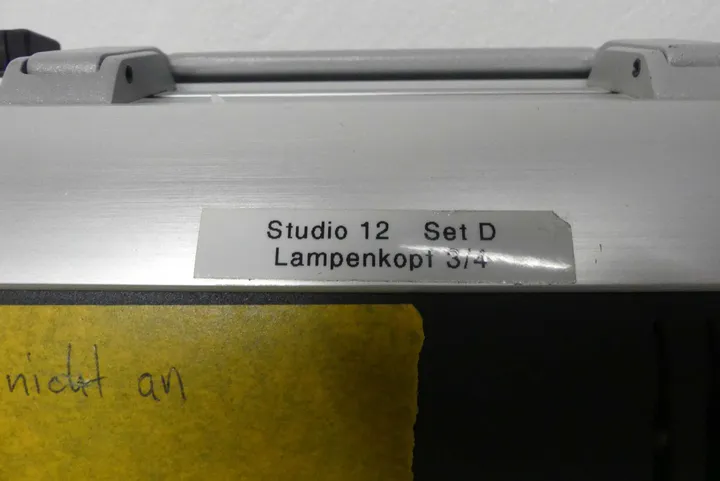 Studio 12 Set D
Lampenkopf 3/4
nicht an